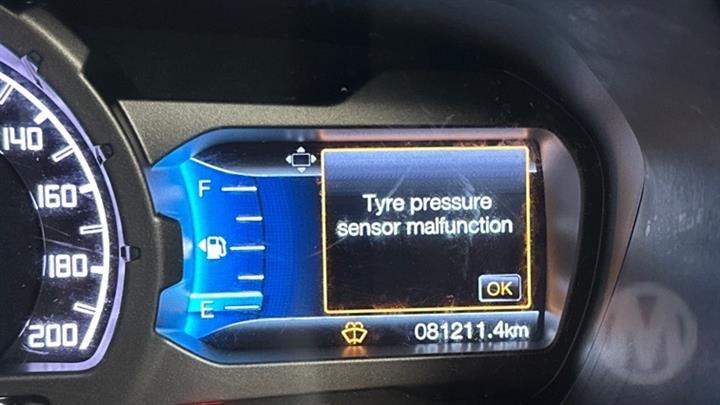 140
160
180
200
F
E
Tyre pressure
sensor malfunction
OK
081211.4km
M